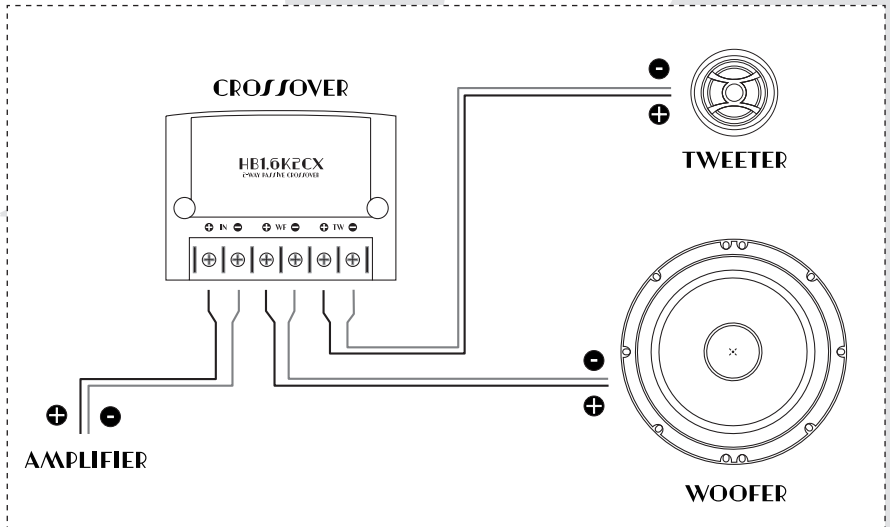 CROSSOVER
HB1.6K2CX
2-WAY PASSIVE CROSSOVER
+ IN - + WF - + TW -
-
+
TWEETER
-
+
WOOFER
+ -
AMPLIFIER